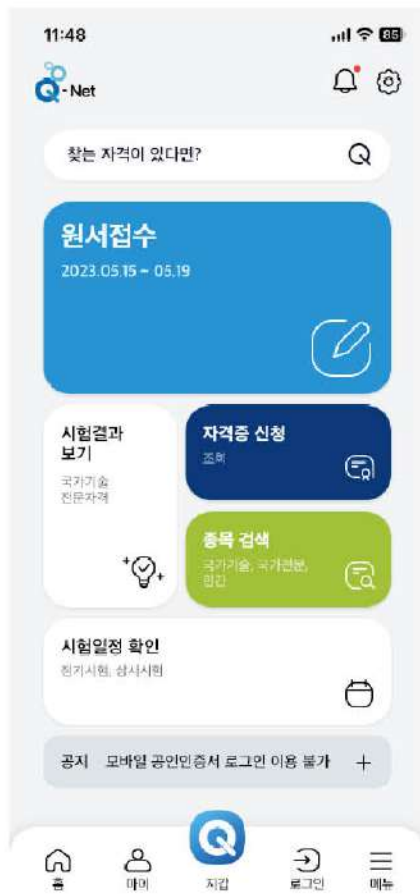 11:48
85
Q-Net
찾는 자격이 있다면?
원서접수
2023.05.15 ~ 05.19
시험결과
보기
국가기술
전문자격
자격증 신청
조회
종목 검색
국가기술, 국가전문,
민간
시험일정 확인
정기시험, 상시시험
공지 모바일 공인인증서 로그인 이용 불가 +
홈
마이
지갑
로그인
메뉴